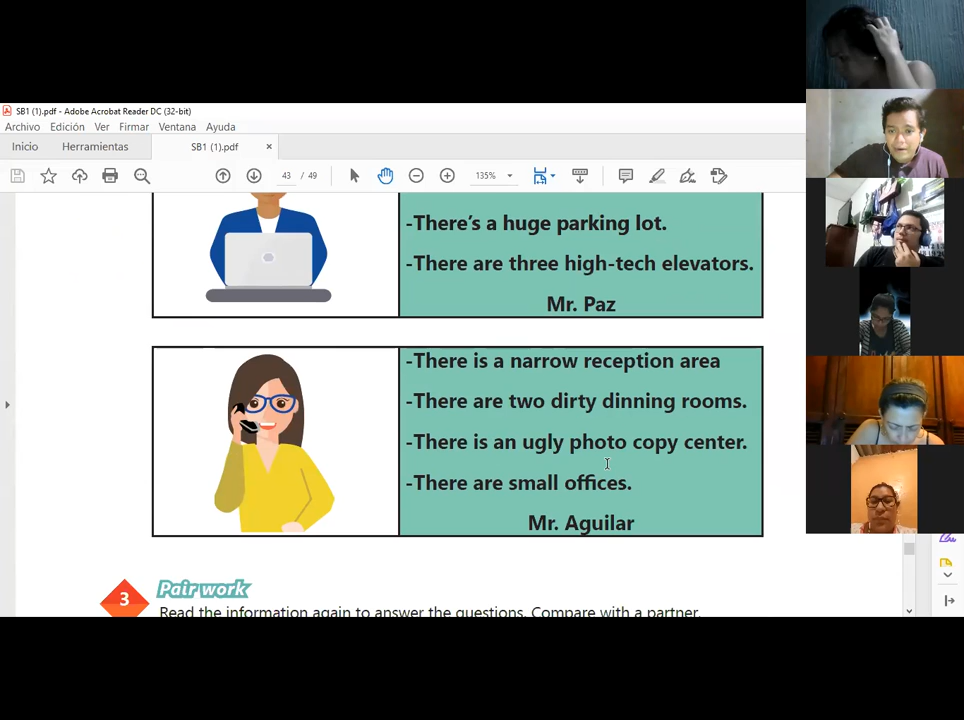 SB1 (1).pdf - Adobe Acrobat Reader DC (32-bit)
Archivo Edición Ver Firmar Ventana Ayuda
Inicio Herramientas SB1 (1).pdf ×
43 / 49 135%
-There's a huge parking lot.
-There are three high-tech elevators.
Mr. Paz
-There is a narrow reception area
-There are two dirty dinning rooms.
-There is an ugly photo copy center.
-There are small offices.
Mr. Aguilar
3 Pair work
Read the information again to answer the questions. Compare with a partner.